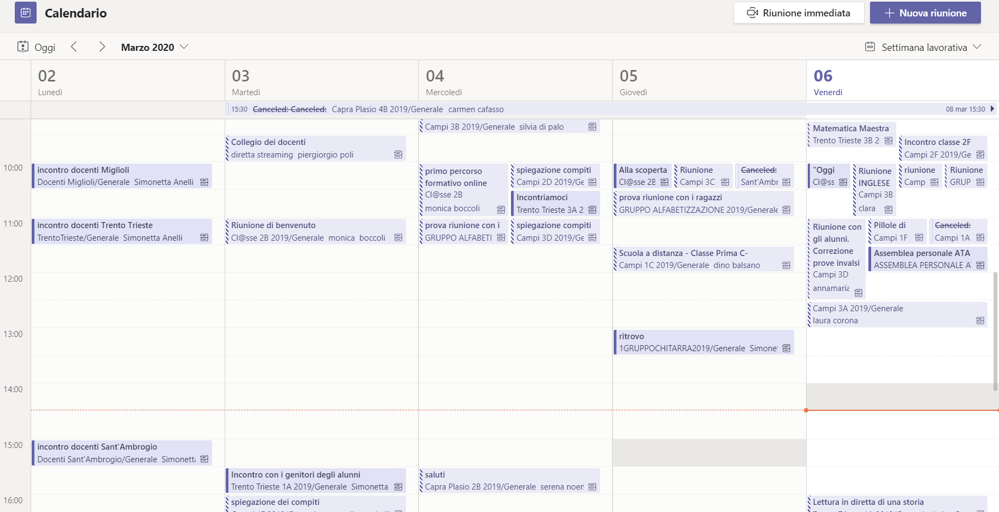 Calendario
Riunione immediata
Nuova riunione
Oggi
Marzo 2020
Settimana lavorativa
02
Lunedì
03
Martedì
04
Mercoledì
05
Giovedì
06
Venerdì
15:30 Canceled: Canceled: Capra Plasio 4B 2019/Generale carmen cafasso
08 mar 15:30
10:00
11:00
12:00
13:00
14:00
15:00
16:00
incontro docenti Miglioli
Docenti Miglioli/Generale Simonetta Anelli
incontro docenti Trento Trieste
TrentoTrieste/Generale Simonetta Anelli
incontro docenti Sant'Ambrogio
Docenti Sant'Ambrogio/Generale Simonetta
Collegio dei docenti
diretta streaming piergiorgio poli
Riunione di benvenuto
Cl@sse 2B 2019/Generale monica boccoli
Incontro con i genitori degli alunni
Trento Trieste 1A 2019/Generale Simonetta
spiegazione dei compiti
Campi 3B 2019/Generale silvia di palo
primo percorso
formativo online
Cl@sse 2B
monica boccoli
spiegazione compiti
Campi 2D 2019/Ge
Incontriamoci
Trento Trieste 3A 2
prova riunione con i
GRUPPO ALFABETI
spiegazione compiti
Campi 3D 2019/Ge
saluti
Capra Plasio 2B 2019/Generale serena noen
Alla scoperta
Cl@sse 2B
Riunione
Campi 3C
Canceled:
Sant'Ambr
prova riunione con i ragazzi
GRUPPO ALFABETIZZAZIONE 2019/Generale
Scuola a distanza - Classe Prima C-
Campi 1C 2019/Generale dino balsano
ritrovo
1GRUPPOCHITARRA2019/Generale Simonet
Matematica Maestra
Trento Trieste 3B 2
Incontro classe 2F
Campi 2F 2019/Ge
"Oggi
Cl@ss
Riunione
INGLESE
Campi 3B
clara
riunione
Camp
Riunione
GRUP
Riunione con
gli alunni.
Correzione
prove invalsi
Campi 3D
annamaria
Pillole di
Campi 1F
Canceled:
Campi 1A
Assemblea personale ATA
ASSEMBLEA PERSONALE AT
Campi 3A 2019/Generale
laura corona
Lettura in diretta di una storia